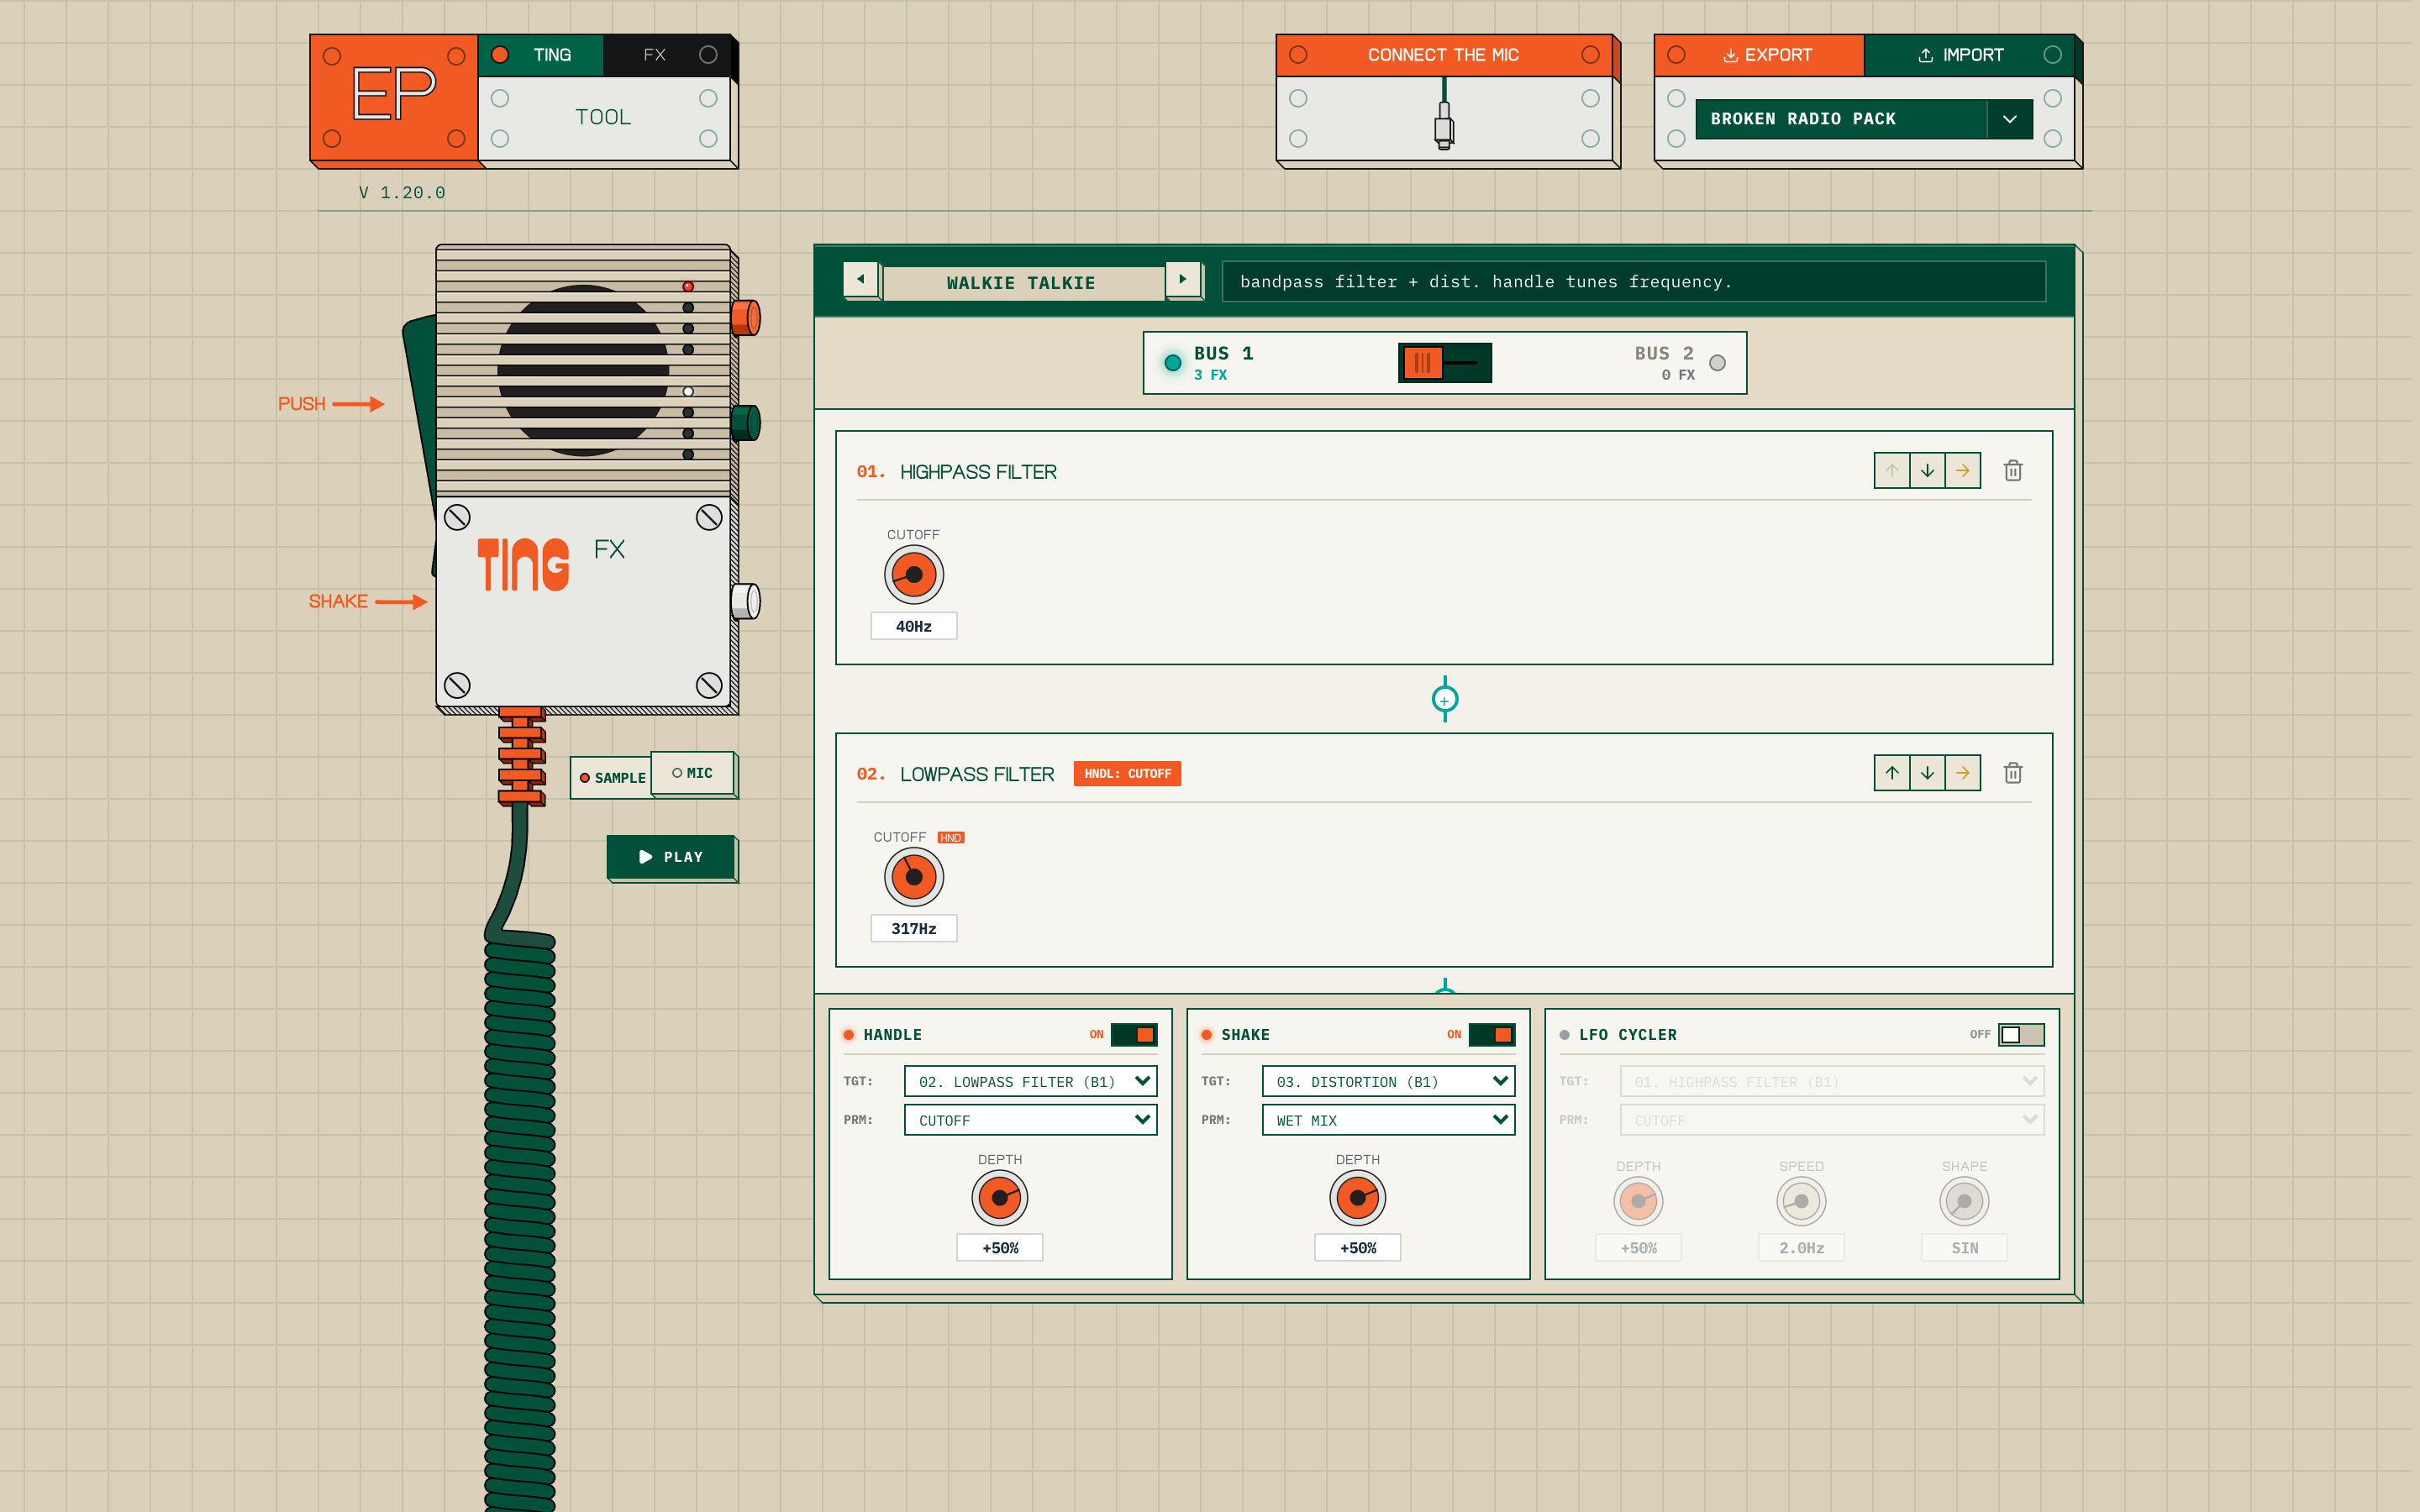 EP
TING
FX
TOOL
CONNECT THE MIC
EXPORT
IMPORT
BROKEN RADIO PACK
V 1.20.0
WALKIE TALKIE
bandpass filter + dist. handle tunes frequency.
BUS 1
3 FX
BUS 2
0 FX
PUSH
SHAKE
TING FX
SAMPLE
MIC
PLAY
01. HIGHPASS FILTER
CUTOFF
40Hz
02. LOWPASS FILTER HNDL: CUTOFF
CUTOFF HND
317Hz
HANDLE ON
TGT: 02. LOWPASS FILTER (B1)
PRM: CUTOFF
DEPTH
+50%
SHAKE ON
TGT: 03. DISTORTION (B1)
PRM: WET MIX
DEPTH
+50%
LFO CYCLER OFF
TGT: 01. HIGHPASS FILTER (B1)
PRM: CUTOFF
DEPTH SPEED SHAPE
+50% 2.0Hz SIN